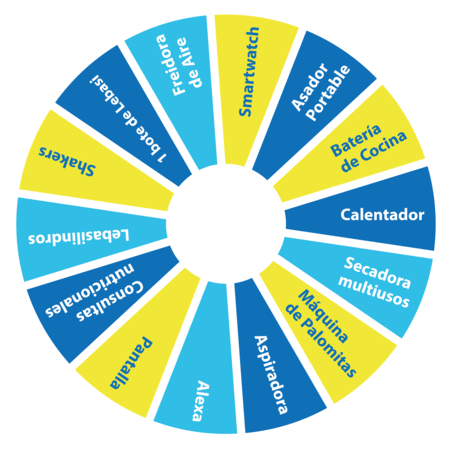 Smartwatch
Asador
Portable
Batería
de Cocina
Calentador
Secadora
multiusos
Máquina
de Palomitas
Aspiradora
Alexa
Pantalla
Consultas
nutricionales
Lebasilindros
Shakers
1 bote de Lebasi
Freidora
de Aire